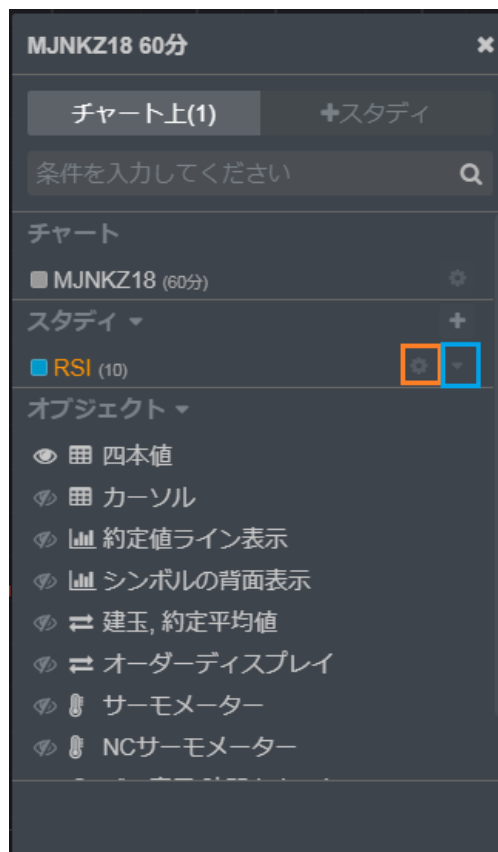 MJNKZ18 60分
チャート上(1) +スタディ
条件を入力してください
チャート
MJNKZ18 (60分)
スタディ
RSI (10)
オブジェクト
四本値
カーソル
約定値ライン表示
シンボルの背面表示
建玉, 約定平均値
オーダーディスプレイ
サーモメーター
NCサーモメーター